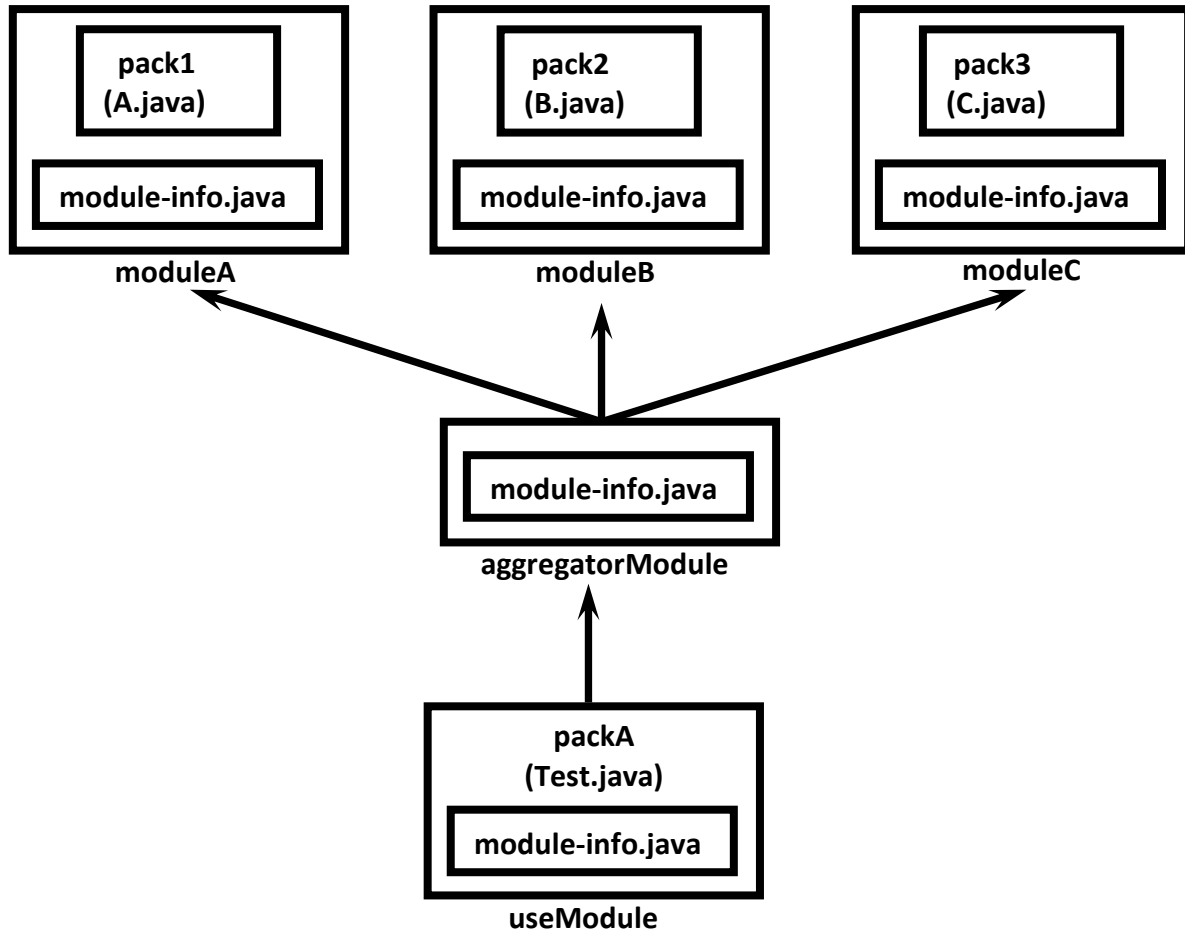 pack1
(A.java)
module-info.java
moduleA
pack2
(B.java)
module-info.java
moduleB
pack3
(C.java)
module-info.java
moduleC
module-info.java
aggregatorModule
packA
(Test.java)
module-info.java
useModule